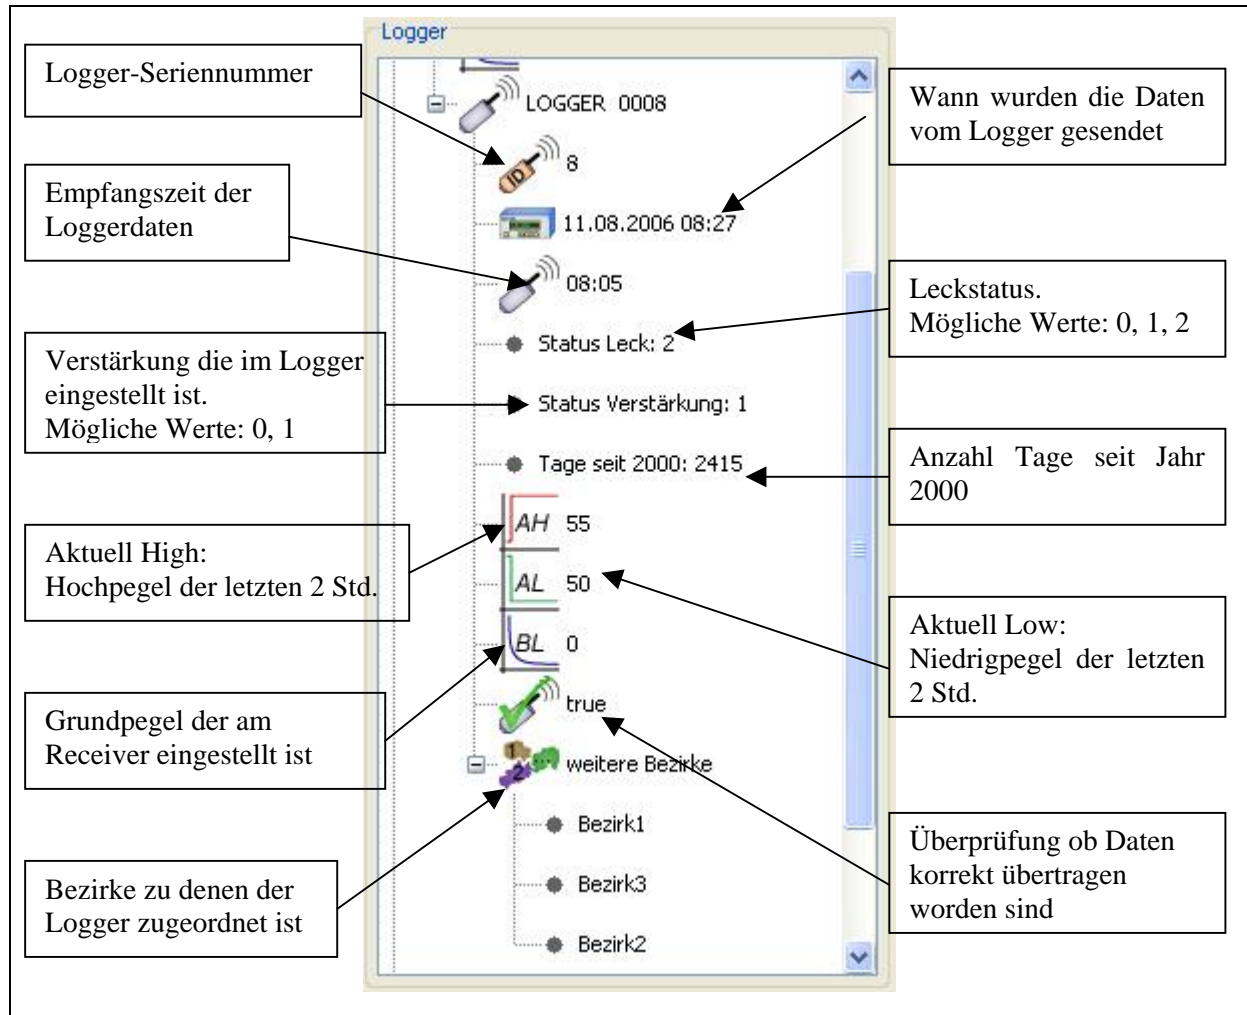 Logger
Logger-Seriennummer
Empfangszeit der
Loggerdaten
Verstärkung die im Logger
eingestellt ist.
Mögliche Werte: 0, 1
Aktuell High:
Hochpegel der letzten 2 Std.
Grundpegel der am
Receiver eingestellt ist
Bezirke zu denen der
Logger zugeordnet ist
LOGGER 0008
ID 8
11.08.2006 08:27
08:05
Status Leck: 2
Status Verstärkung: 1
Tage seit 2000: 2415
AH 55
AL 50
BL 0
true
1 2 ... weitere Bezirke
Bezirk1
Bezirk3
Bezirk2
Wann wurden die Daten
vom Logger gesendet
Leckstatus.
Mögliche Werte: 0, 1, 2
Anzahl Tage seit Jahr
2000
Aktuell Low:
Niedrigpegel der letzten
2 Std.
Überprüfung ob Daten
korrekt übertragen
worden sind